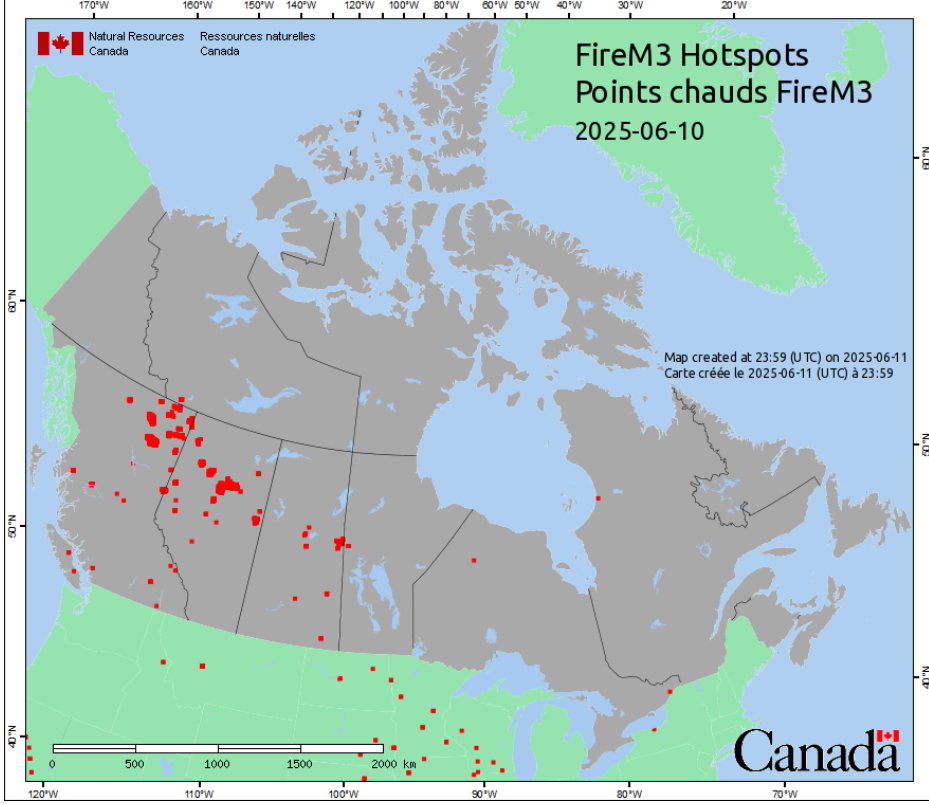 170°W 160°W 150°W 140°W 130°W 120°W 110°W 100°W 90°W 80°W 70°W 60°W 50°W 40°W 30°W 20°W
Natural Resources Ressources naturelles
Canada Canada
FireM3 Hotspots
Points chauds FireM3
2025-06-10
60°N
60°N
Map created at 23:59 (UTC) on 2025-06-11
Carte créée le 2025-06-11 (UTC) à 23:59
50°N
50°N
40°N
40°N
Canada
0 500 1000 1500 2000 km
120°W 110°W 100°W 90°W 80°W 70°W